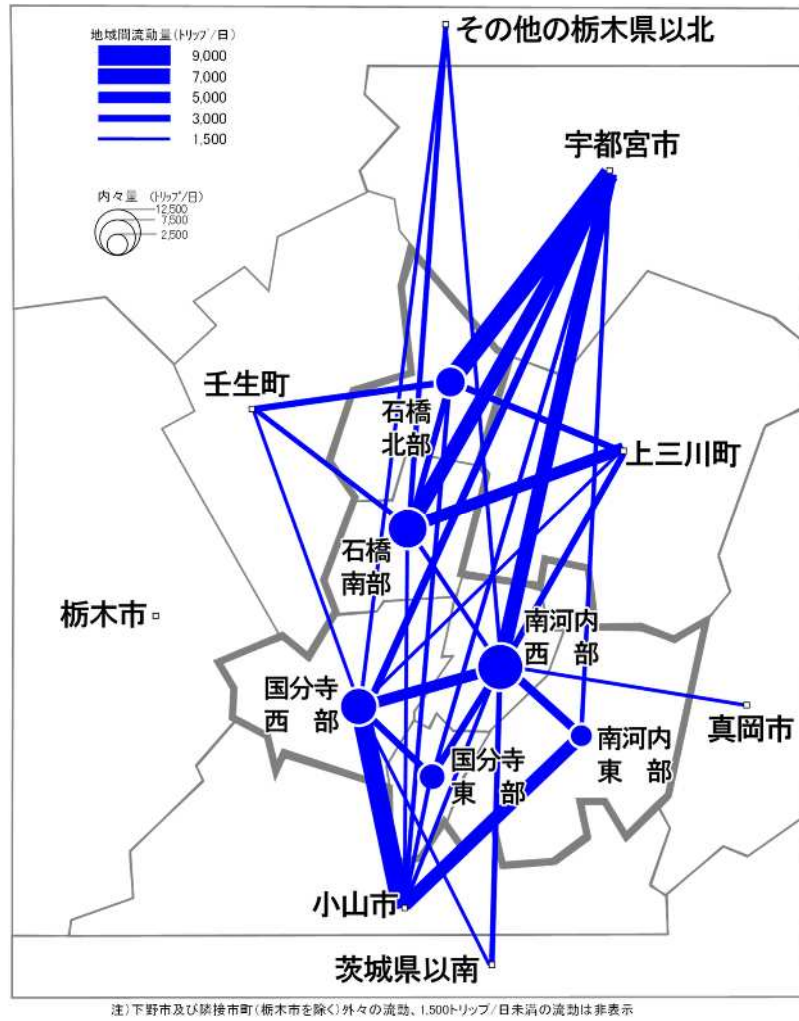 その他の栃木県以北
地域間流動量(トリップ/日)
9,000
7,000
5,000
3,000
1,500
宇都宮市
内々量 (トリップ/日)
12,500
7,500
2,500
壬生町
石橋
北部
上三川町
石橋
南部
栃木市
南河内
西 部
国分寺
西 部
真岡市
南河内
東 部
国分寺
東 部
小山市
茨城県以南
注)下野市及び隣接市町(栃木市を除く)外々の流動、1,500トリップ/日未満の流動は非表示